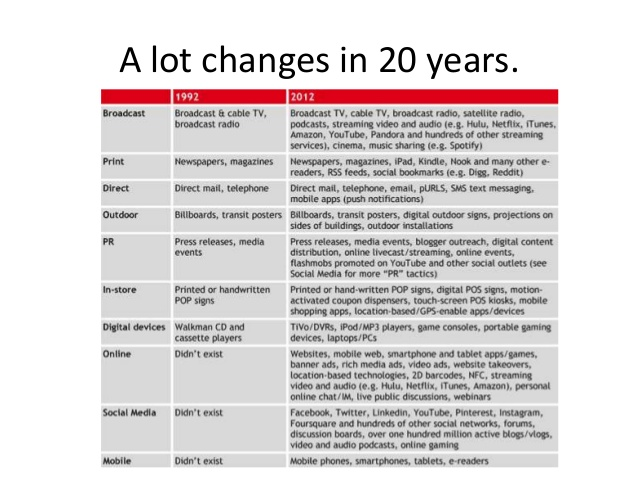 A lot changes in 20 years.
1992 2012
Broadcast Broadcast & cable TV, Broadcast TV, cable TV, broadcast radio, satellite radio,
broadcast radio podcasts, streaming video and audio (e.g. Hulu, Netflix, iTunes,
Amazon, YouTube, Pandora and hundreds of other streaming
services), cinema, music sharing (e.g. Spotify)
Print Newspapers, magazines Newspapers, magazines, iPad, Kindle, Nook and many other e-
readers, RSS feeds, social bookmarks (e.g. Digg, Reddit)
Direct Direct mail, telephone Direct mail, telephone, email, pURLS, SMS text messaging,
mobile apps (push notifications)
Outdoor Billboards, transit posters Billboards, transit posters, digital outdoor signs, projections on
sides of buildings, outdoor installations
PR Press releases, media Press releases, media events, blogger outreach, digital content
events distribution, online livecast/streaming, online events,
flashmobs promoted on YouTube and other social outlets (see
Social Media for more “PR” tactics)
In-store Printed or handwritten Printed or hand-written POP signs, digital POS signs, motion-
POP signs activated coupon dispensers, touch-screen POS kiosks, mobile
shopping apps, location-based/GPS-enable apps/devices
Digital devices Walkman CD and TiVo/DVRs, iPod/MP3 players, game consoles, portable gaming
cassette players devices, laptops/PCs
Online Didn’t exist Websites, mobile web, smartphone and tablet apps/games,
banner ads, rich media ads, video ads, website takeovers,
location-based technologies, 2D barcodes, NFC, streaming
video and audio (e.g. Hulu, Netflix, iTunes, Amazon), personal
online chat/IM, live public discussions, webinars
Social Media Didn’t exist Facebook, Twitter, Linkedin, YouTube, Pinterest, Instagram,
Foursquare and hundreds of other social networks, forums,
discussion boards, over one hundred million active blogs/vlogs,
video and audio podcasts, online gaming
Mobile Didn’t exist Mobile phones, smartphones, tablets, e-readers